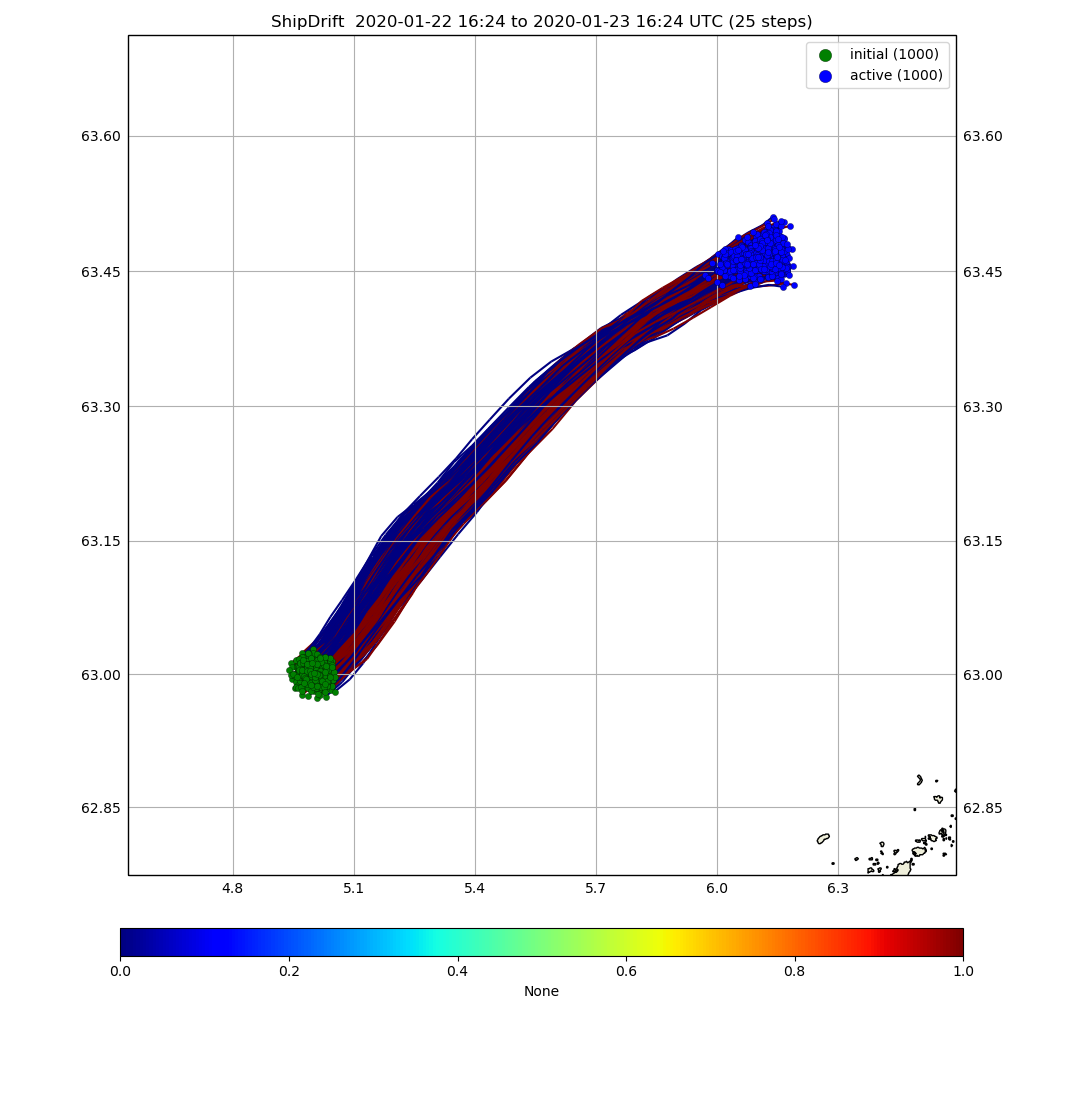 ShipDrift  2020-01-22 16:24 to 2020-01-23 16:24 UTC (25 steps)
initial (1000)
active (1000)
63.60 63.60
63.45 63.45
63.30 63.30
63.15 63.15
63.00 63.00
62.85 62.85
4.8 5.1 5.4 5.7 6.0 6.3
0.0 0.2 0.4 0.6 0.8 1.0
None